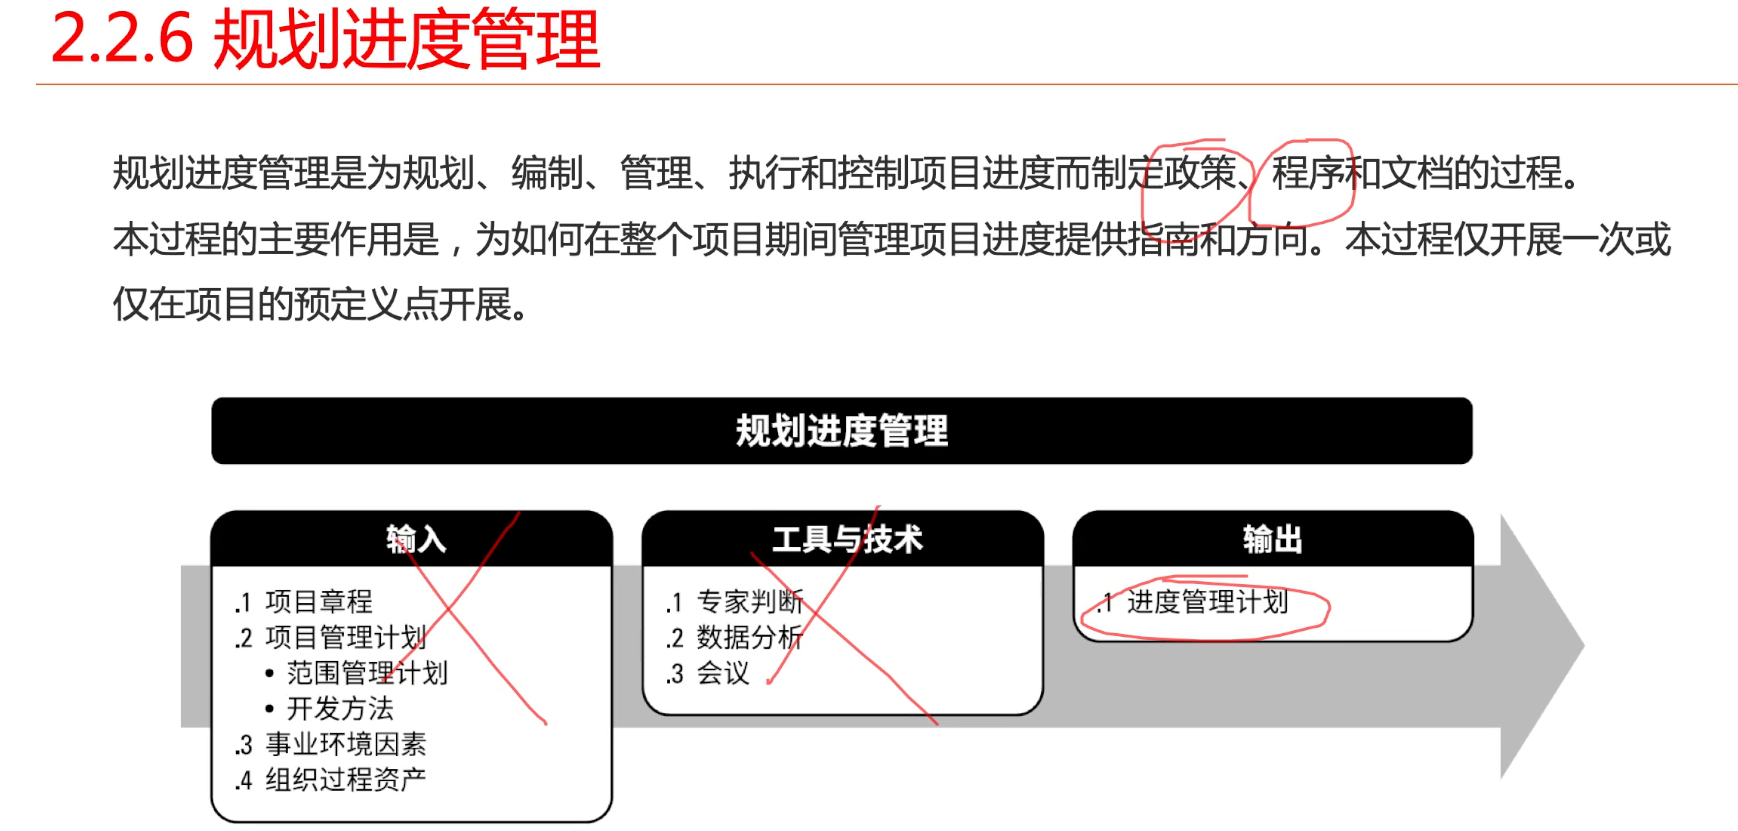 2.2.6 规划进度管理
规划进度管理是为规划、编制、管理、执行和控制项目进度而制定政策、程序和文档的过程。
本过程的主要作用是，为如何在整个项目期间管理项目进度提供指南和方向。本过程仅开展一次或
仅在项目的预定义点开展。
规划进度管理
输入
.1 项目章程
.2 项目管理计划
• 范围管理计划
• 开发方法
.3 事业环境因素
.4 组织过程资产
工具与技术
.1 专家判断
.2 数据分析
.3 会议
输出
.1 进度管理计划